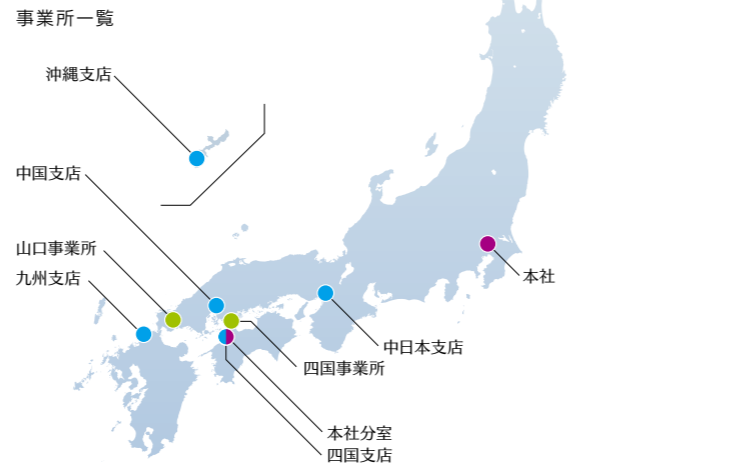 事業所一覧
沖縄支店
中国支店
山口事業所
九州支店
本社
中日本支店
四国事業所
本社分室
四国支店